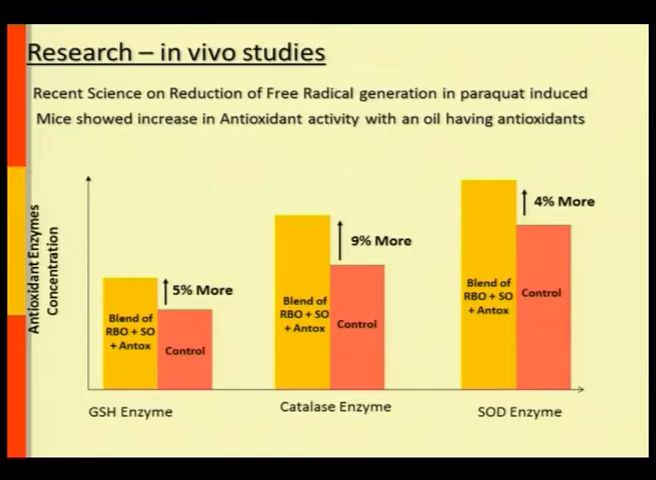 Research – in vivo studies
Recent Science on Reduction of Free Radical generation in paraquat induced
Mice showed increase in Antioxidant activity with an oil having antioxidants
Antioxidant Enzymes
Concentration
Blend of
RBO + SO
+ Antox
Control
5% More
GSH Enzyme
Blend of
RBO + SO
+ Antox
Control
9% More
Catalase Enzyme
Blend of
RBO + SO
+ Antox
Control
4% More
SOD Enzyme